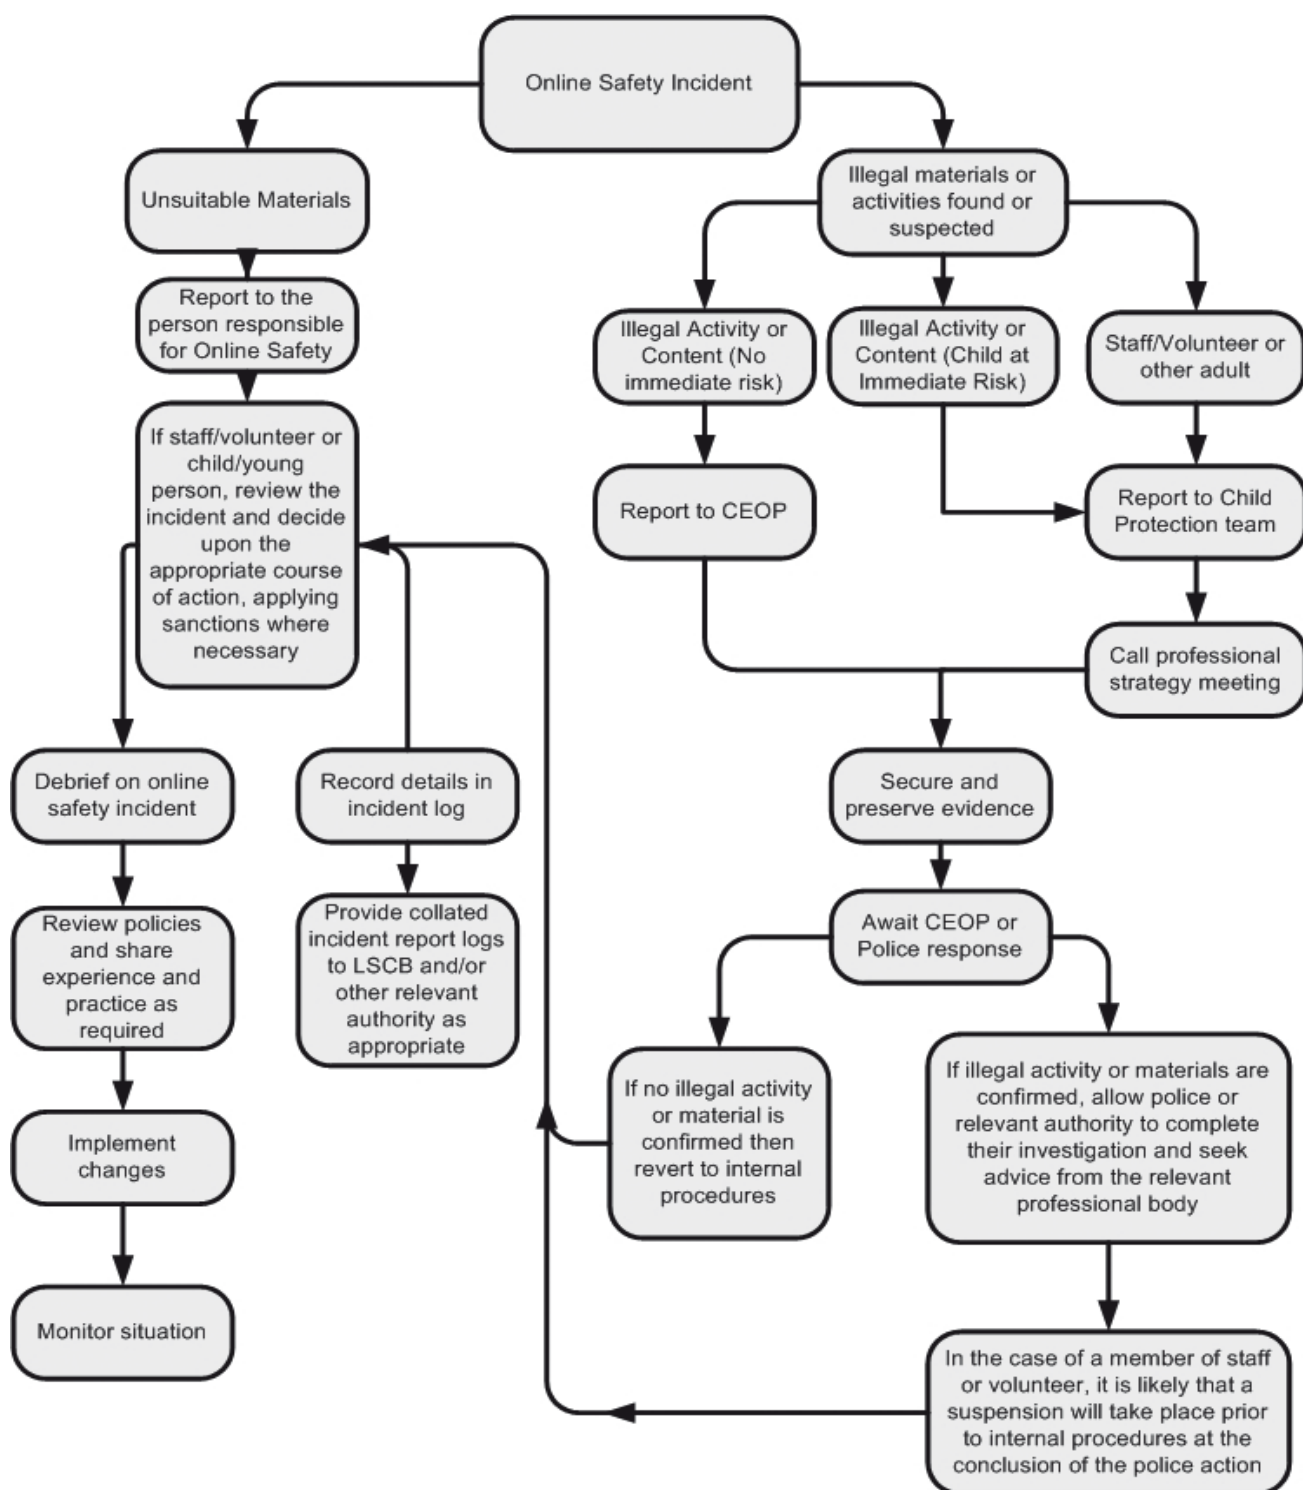 Online Safety Incident
Unsuitable Materials
Report to the
person responsible
for Online Safety
If staff/volunteer or
child/young
person, review the
incident and decide
upon the
appropriate course
of action, applying
sanctions where
necessary
Debrief on online
safety incident
Review policies
and share
experience and
practice as
required
Implement
changes
Monitor situation
Record details in
incident log
Provide collated
incident report logs
to LSCB and/or
other relevant
authority as
appropriate
Illegal materials or
activities found or
suspected
Illegal Activity or
Content (No
immediate risk)
Illegal Activity or
Content (Child at
Immediate Risk)
Staff/Volunteer or
other adult
Report to CEOP
Report to Child
Protection team
Call professional
strategy meeting
Secure and
preserve evidence
Await CEOP or
Police response
If no illegal activity
or material is
confirmed then
revert to internal
procedures
If illegal activity or materials are
confirmed, allow police or
relevant authority to complete
their investigation and seek
advice from the relevant
professional body
In the case of a member of staff
or volunteer, it is likely that a
suspension will take place prior
to internal procedures at the
conclusion of the police action